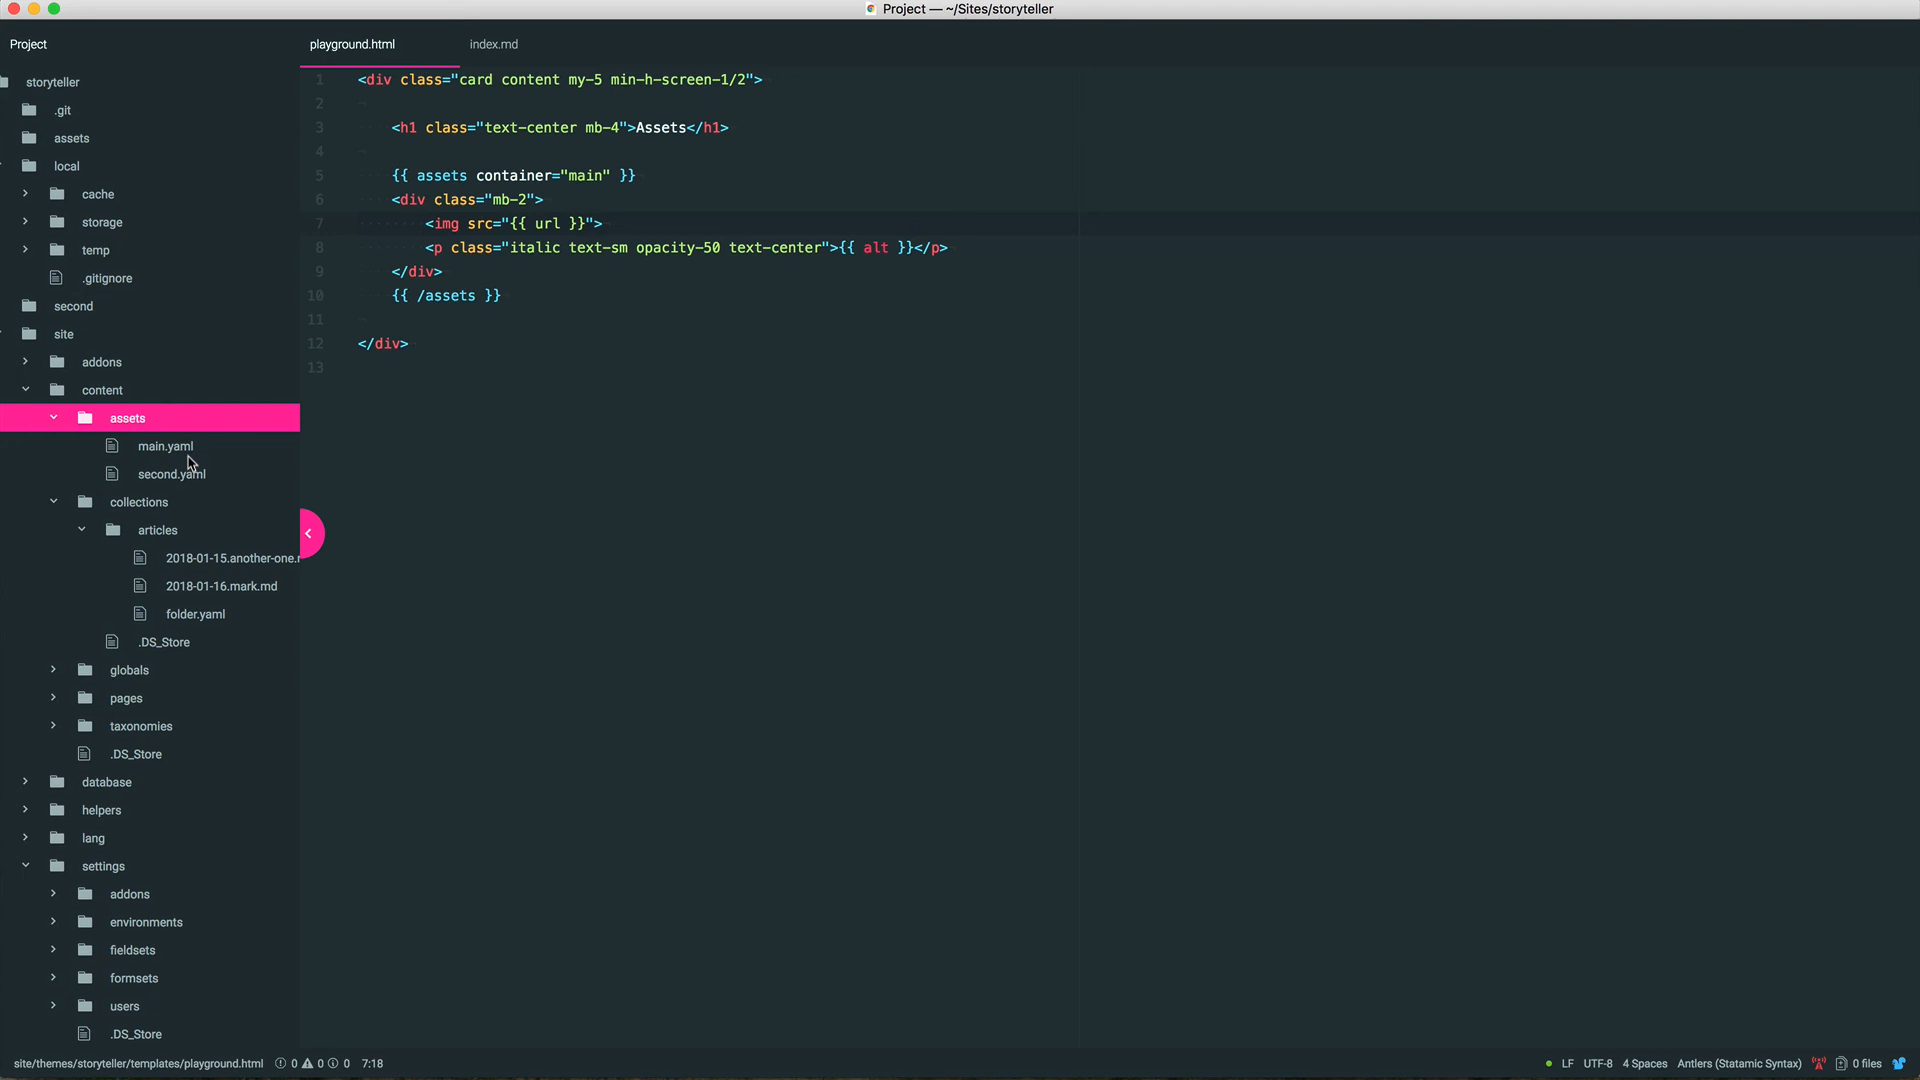 Project — ~/Sites/storyteller
Project
storyteller
.git
assets
local
cache
storage
temp
.gitignore
second
site
addons
content
assets
main.yaml
second.yaml
collections
articles
2018-01-15.another-one.
2018-01-16.mark.md
folder.yaml
.DS_Store
globals
pages
taxonomies
.DS_Store
database
helpers
lang
settings
addons
environments
fieldsets
formsets
users
.DS_Store
playground.html index.md
1 <div class="card content my-5 min-h-screen-1/2">
2
3 <h1 class="text-center mb-4">Assets</h1>
4
5 {{ assets container="main" }}
6 <div class="mb-2">
7 <img src="{{ url }}">
8 <p class="italic text-sm opacity-50 text-center">{{ alt }}</p>
9 </div>
10 {{ /assets }}
11
12 </div>
13
site/themes/storyteller/templates/playground.html 0 0 0 7:18 LF UTF-8 4 Spaces Antlers (Statamic Syntax) 0 files